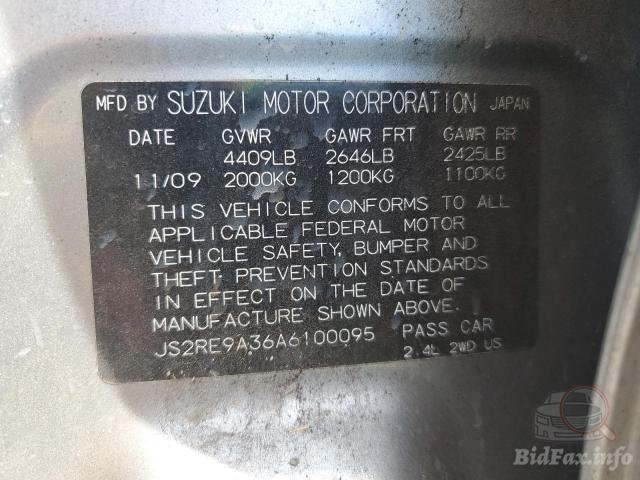 MFD BY SUZUKI MOTOR CORPORATION JAPAN
DATE GVWR GAWR FRT GAWR RR
4409LB 2646LB 2425LB
11/09 2000KG 1200KG 1100KG
THIS VEHICLE CONFORMS TO ALL
APPLICABLE FEDERAL MOTOR
VEHICLE SAFETY, BUMPER AND
THEFT PREVENTION STANDARDS
IN EFFECT ON THE DATE OF
MANUFACTURE SHOWN ABOVE.
JS2RE9A36A6100095 PASS CAR
2.4L 2WD US
BidFax.info